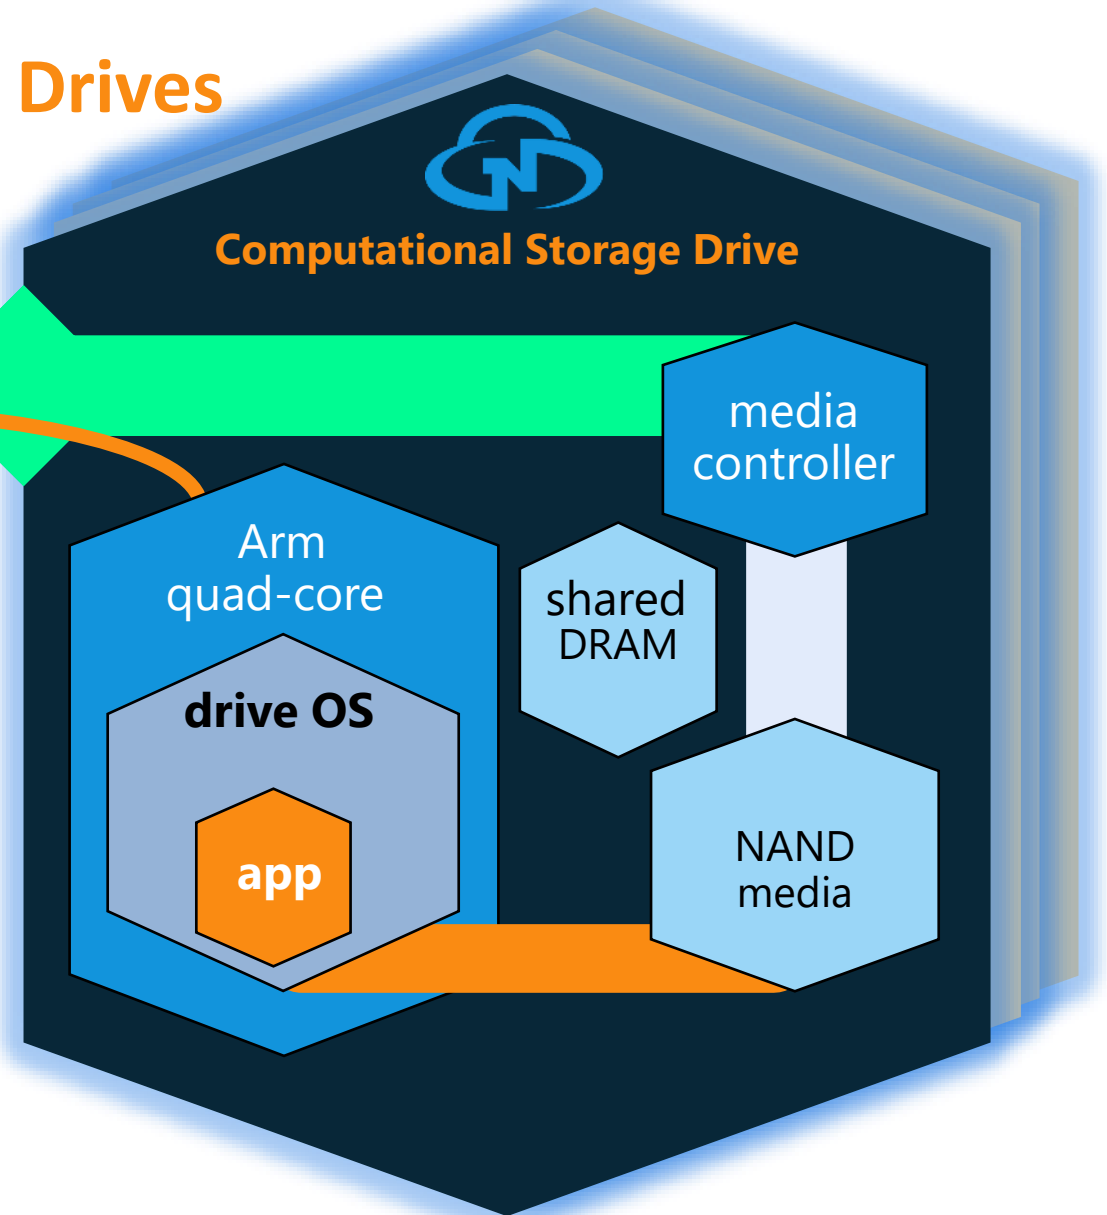 Drives
Computational Storage Drive
media
controller
Arm
quad-core
shared
DRAM
drive OS
NAND
media
app